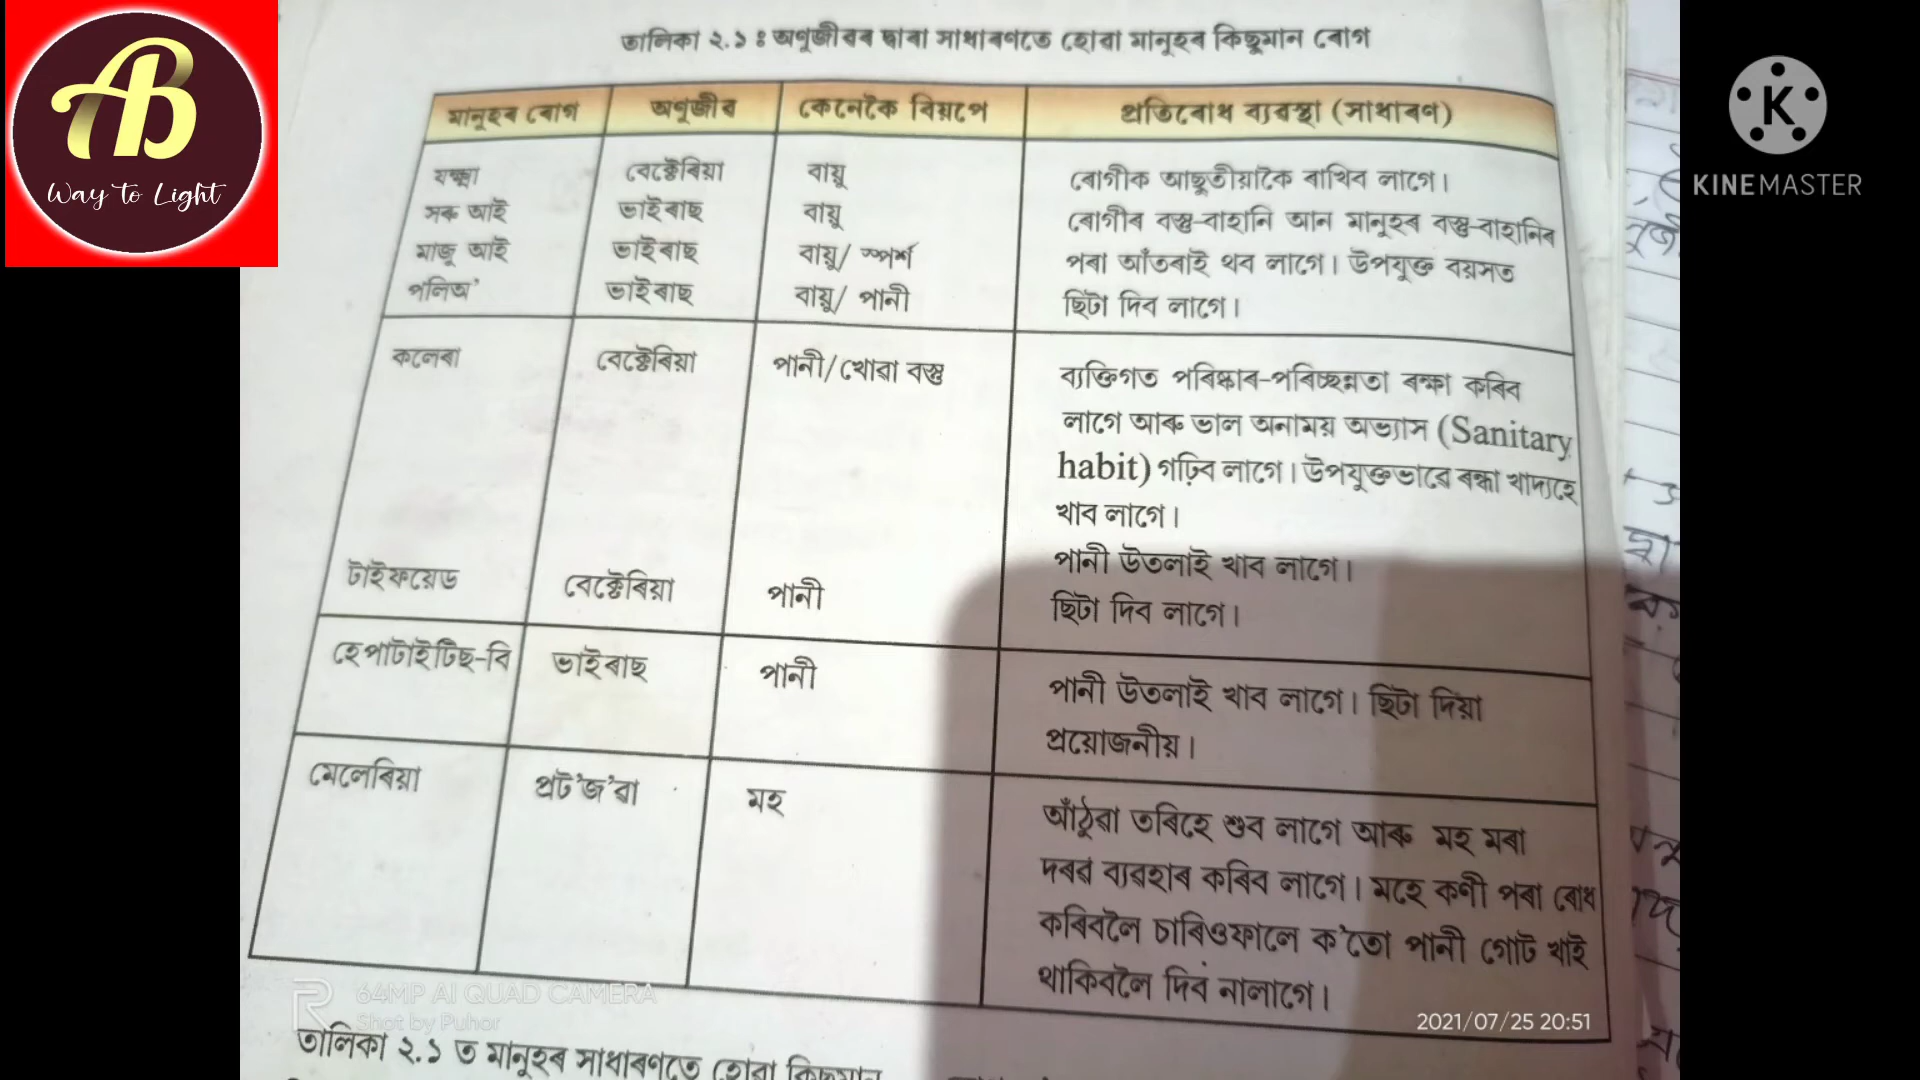 AB
Way to Light
K
KINEMASTER
তালিকা ২.১ : অণুজীৱৰ দ্বাৰা সাধাৰণতে হোৱা মানুহৰ কিছুমান ৰোগ
মানুহৰ ৰোগ অণুজীৱ কেনেকৈ বিয়পে প্ৰতিৰোধ ব্যৱস্থা (সাধাৰণ)
যক্ষ্মা বেক্টেৰিয়া বায়ু ৰোগীক আছুতীয়াকৈ ৰাখিব লাগে।
সৰু আই ভাইৰাছ বায়ু ৰোগীৰ বস্তু-বাহানি আন মানুহৰ বস্তু-বাহানিৰ
মাজু আই ভাইৰাছ বায়ু/ স্পৰ্শ পৰা আঁতৰাই থব লাগে। উপযুক্ত বয়সত
পলিঅ' ভাইৰাছ বায়ু/ পানী ছিটা দিব লাগে।
কলেৰা বেক্টেৰিয়া পানী/খোৱা বস্তু ব্যক্তিগত পৰিষ্কাৰ-পৰিচ্ছন্নতা ৰক্ষা কৰিব
লাগে আৰু ভাল অনাময় অভ্যাস (Sanitary
habit) গঢ়িব লাগে। উপযুক্তভাৱে ৰন্ধা খাদ্যহে
খাব লাগে।
পানী উতলাই খাব লাগে।
টাইফয়েড বেক্টেৰিয়া পানী ছিটা দিব লাগে।
হেপাটাইটিছ-বি ভাইৰাছ পানী পানী উতলাই খাব লাগে। ছিটা দিয়া
প্ৰয়োজনীয়।
মেলেৰিয়া প্ৰট'জ'ৱা মহ আঁঠুৱা তৰিহে শুব লাগে আৰু মহ মৰা
দৰব ব্যৱহাৰ কৰিব লাগে। মহে কণী পৰা ৰোধ
কৰিবলৈ চাৰিওফালে ক'তো পানী গোট খাই
থাকিবলৈ দিব নালাগে।
64MP AI QUAD CAMERA
Shot by Puhor
2021/07/25 20:51
তালিকা ২.১ ত মানুহৰ সাধাৰণতে হোৱা কিছুমান